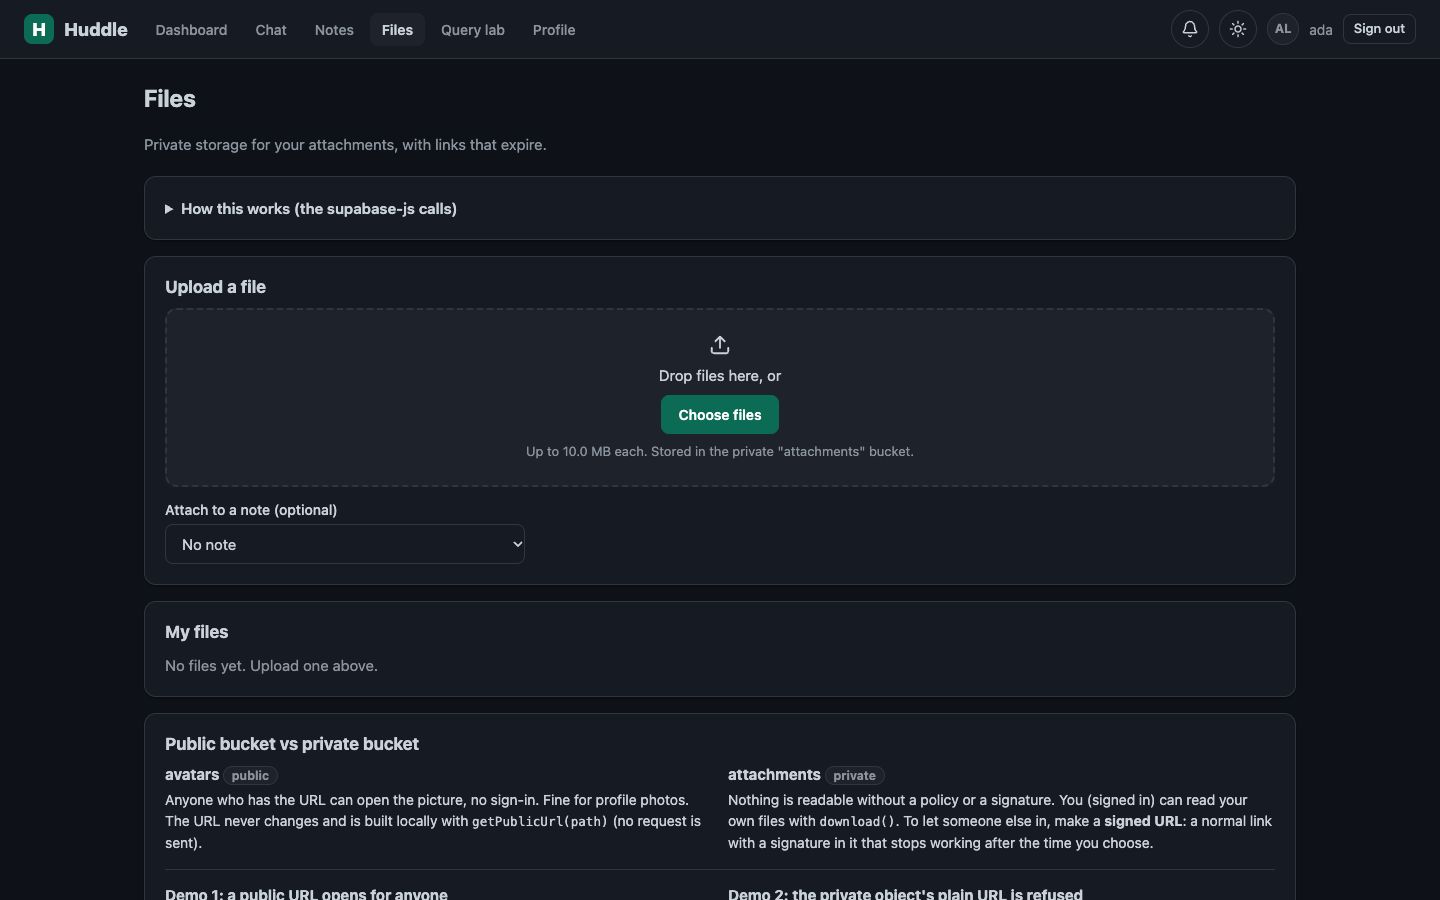 H Huddle Dashboard Chat Notes Files Query lab Profile AL ada Sign out
Files
Private storage for your attachments, with links that expire.
How this works (the supabase-js calls)
Upload a file
Drop files here, or
Choose files
Up to 10.0 MB each. Stored in the private "attachments" bucket.
Attach to a note (optional)
No note
My files
No files yet. Upload one above.
Public bucket vs private bucket
avatars public
Anyone who has the URL can open the picture, no sign-in. Fine for profile photos.
The URL never changes and is built locally with getPublicUrl(path) (no request is
sent).
attachments private
Nothing is readable without a policy or a signature. You (signed in) can read your
own files with download(). To let someone else in, make a signed URL: a normal link
with a signature in it that stops working after the time you choose.
Demo 1: a public URL opens for anyone
Demo 2: the private object's plain URL is refused